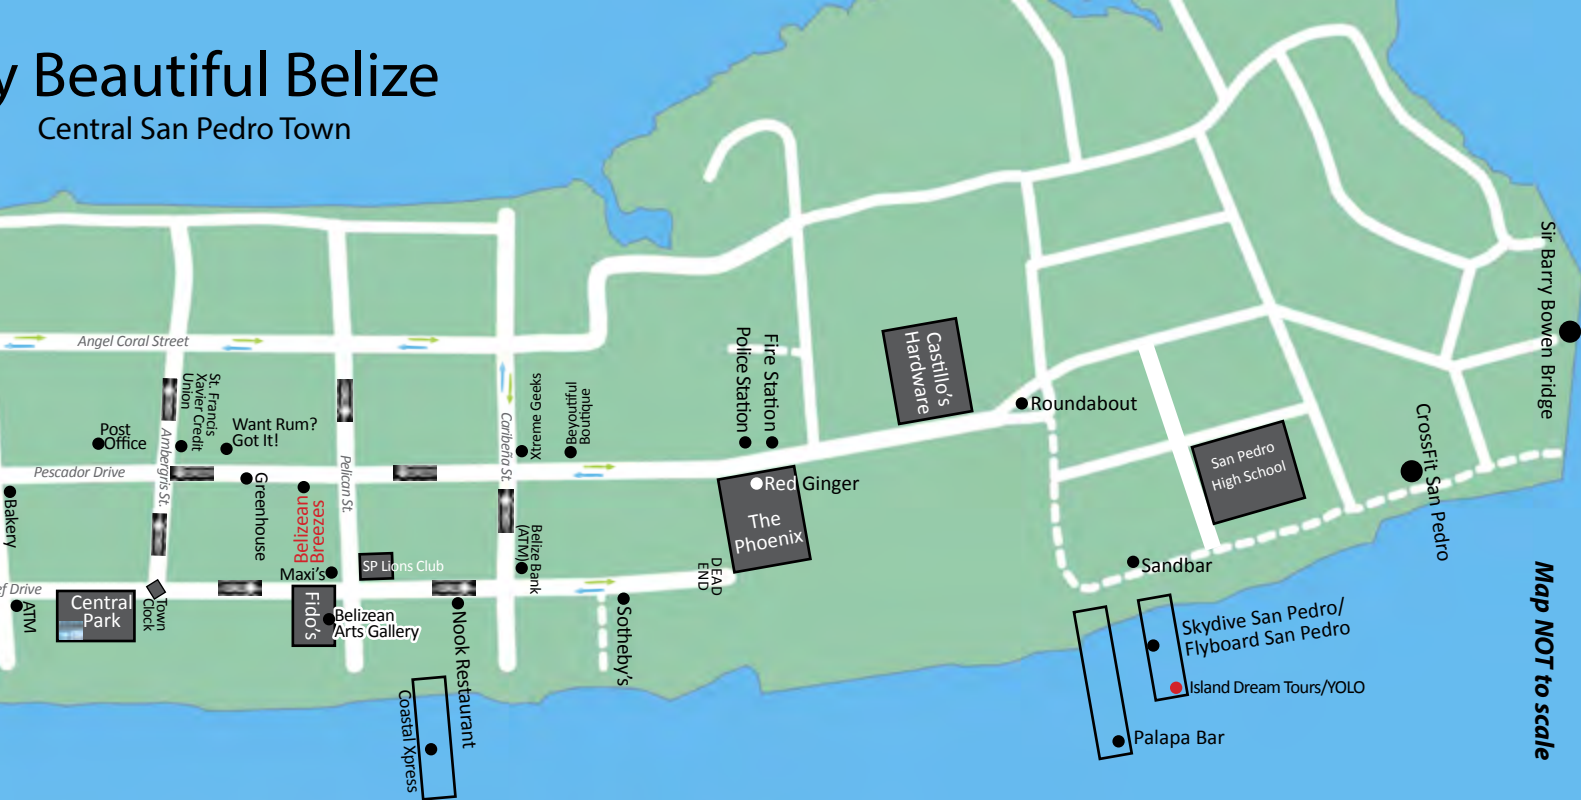 y Beautiful Belize
Central San Pedro Town
Angel Coral Street
St. Francis
Xavier Credit
Union
Post
Office
Want Rum?
Got It!
Pescador Drive
Ambergris St.
Pelican St.
Caribeña St.
Xtreme Geeks
Beyoutiful
Boutique
Police Station
Fire Station
Castillo's
Hardware
Roundabout
Sir Barry Bowen Bridge
CrossFit San Pedro
San Pedro
High School
Bakery
Greenhouse
Belizean
Breezes
Maxi's
SP Lions Club
Belize Bank
(ATM)
Red Ginger
The
Phoenix
DEAD
END
Sandbar
ef Drive
ATM
Central
Park
Town
Clock
Fido's
Belizean
Arts Gallery
Nook Restaurant
Sotheby's
Coastal Xpress
Skydive San Pedro/
Flyboard San Pedro
Island Dream Tours/YOLO
Palapa Bar
Map NOT to scale